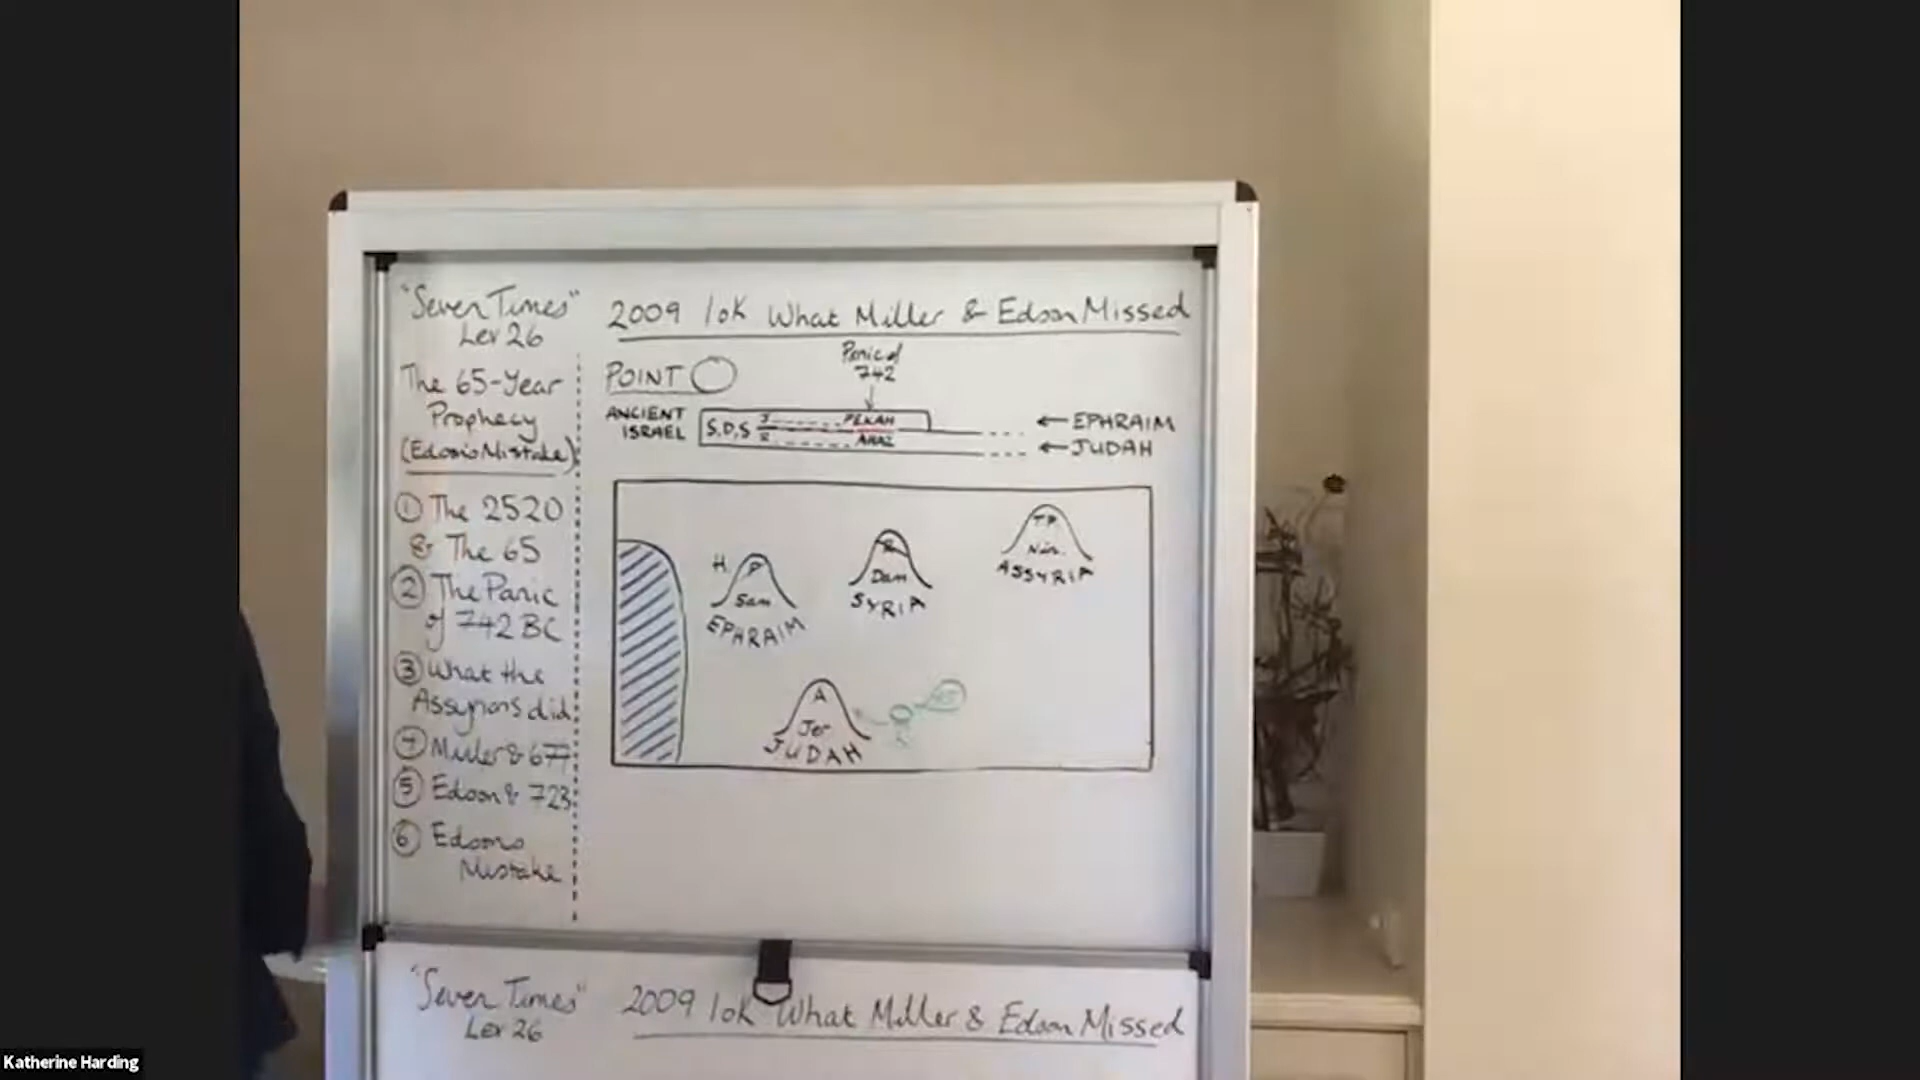 "Seven Times"
Lev 26
The 65-Year
Prophecy
(Edson's Mistake)
① The 2520
& The 65
② The Panic
of 742 BC
③ What the
Assyrians did
④ Miller & 677
⑤ Edson & 723
⑥ Edson's
Mistake
2009 10K What Miller & Edson Missed
POINT
Panic of
742
ANCIENT
ISRAEL
S,D,S
J PEKAH
R AHAZ
← EPHRAIM
← JUDAH
H. P
Sam
EPHRAIM
R
Dam
SYRIA
TP
Nin.
ASSYRIA
A
Jer
JUDAH
"Seven Times"
Lev 26
2009 10K What Miller & Edson Missed
Katherine Harding